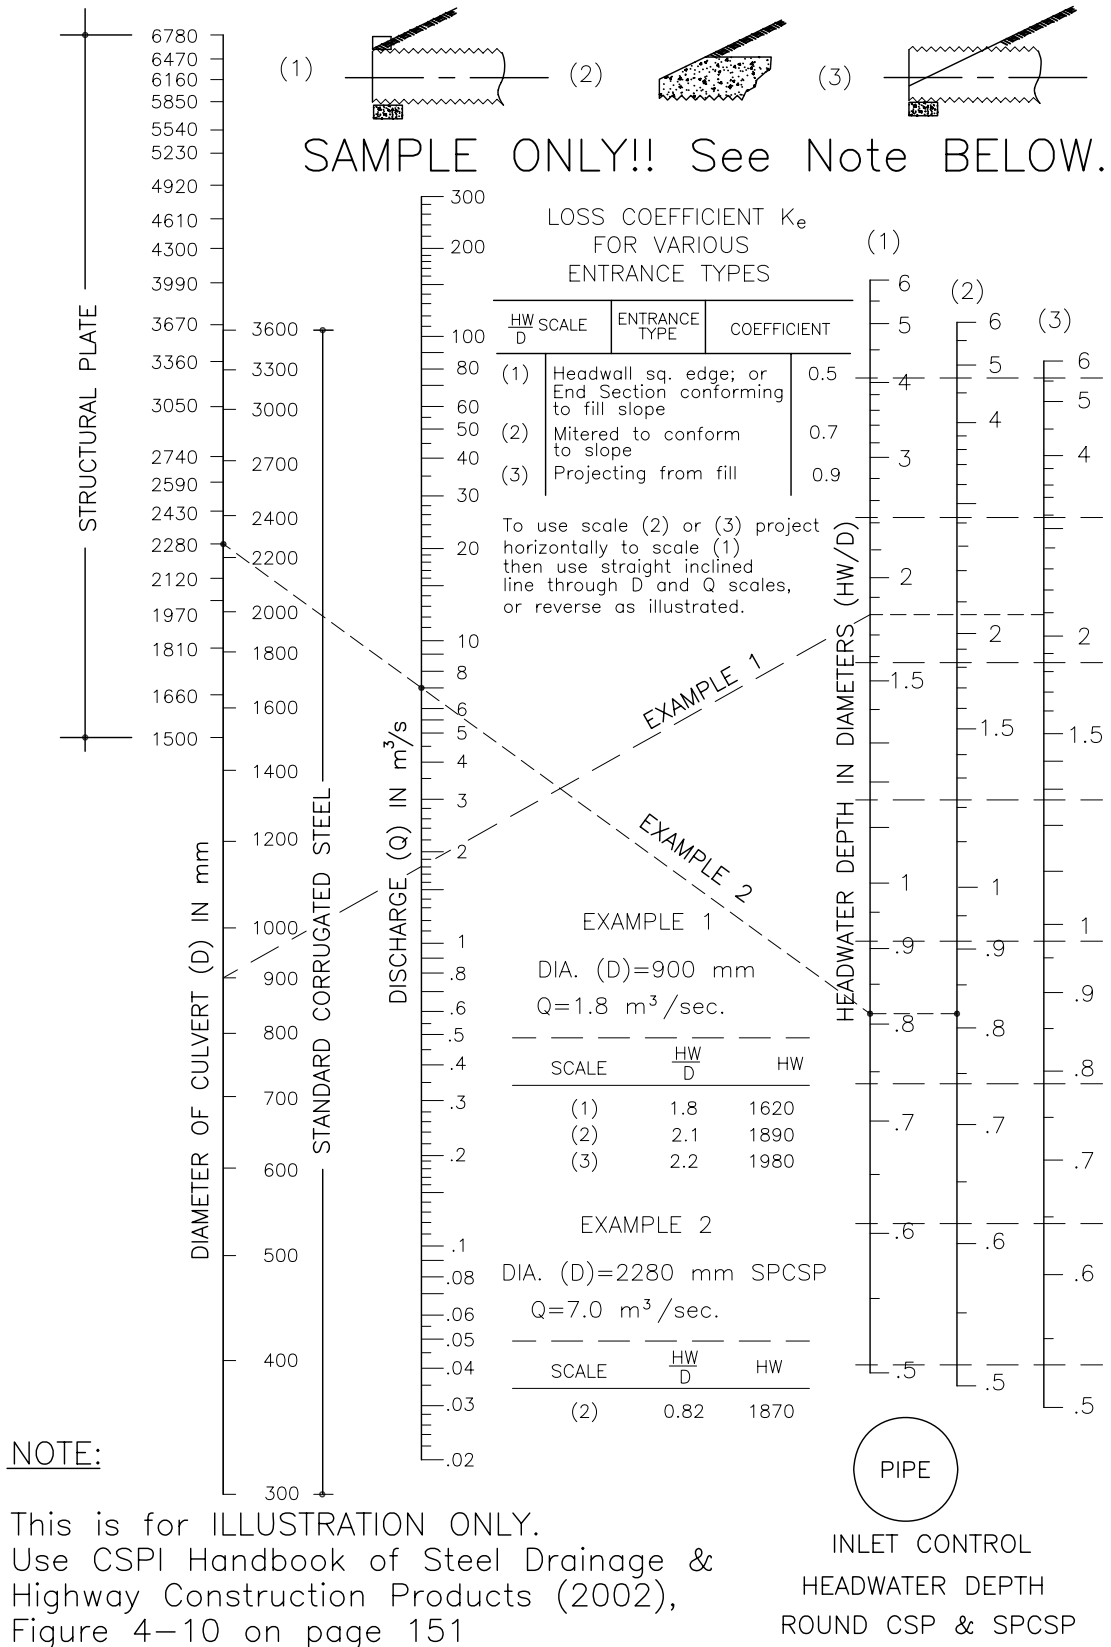 (1)
(2)
(3)
SAMPLE ONLY!! See Note BELOW.
STRUCTURAL PLATE
6780
6470
6160
5850
5540
5230
4920
4610
4300
3990
3670
3360
3050
2740
2590
2430
2280
2120
1970
1810
1660
1500
DIAMETER OF CULVERT (D) IN mm
3600
3300
3000
2700
2400
2200
2000
1800
1600
1400
1200
1000
900
800
700
600
500
400
300
STANDARD CORRUGATED STEEL
DISCHARGE (Q) IN m³/s
300
200
100
80
60
50
40
30
20
10
8
6
5
4
3
2
1
.8
.6
.5
.4
.3
.2
.1
.08
.06
.05
.04
.03
.02
LOSS COEFFICIENT Ke
FOR VARIOUS
ENTRANCE TYPES
HW/D SCALE ENTRANCE TYPE COEFFICIENT
(1) Headwall sq. edge; or 0.5
End Section conforming
to fill slope
(2) Mitered to conform 0.7
to slope
(3) Projecting from fill 0.9
To use scale (2) or (3) project
horizontally to scale (1)
then use straight inclined
line through D and Q scales,
or reverse as illustrated.
EXAMPLE 1
EXAMPLE 2
EXAMPLE 1
DIA. (D)=900 mm
Q=1.8 m³/sec.
SCALE HW/D HW
(1) 1.8 1620
(2) 2.1 1890
(3) 2.2 1980
EXAMPLE 2
DIA. (D)=2280 mm SPCSP
Q=7.0 m³/sec.
SCALE HW/D HW
(2) 0.82 1870
HEADWATER DEPTH IN DIAMETERS (HW/D)
(1)
6
5
4
3
2
1.5
1
.9
.8
.7
.6
.5
(2)
6
5
4
2
1.5
1
.9
.8
.7
.6
.5
(3)
6
5
4
2
1.5
1
.9
.8
.7
.6
.5
PIPE
INLET CONTROL
HEADWATER DEPTH
ROUND CSP & SPCSP
NOTE:
This is for ILLUSTRATION ONLY.
Use CSPI Handbook of Steel Drainage &
Highway Construction Products (2002),
Figure 4-10 on page 151